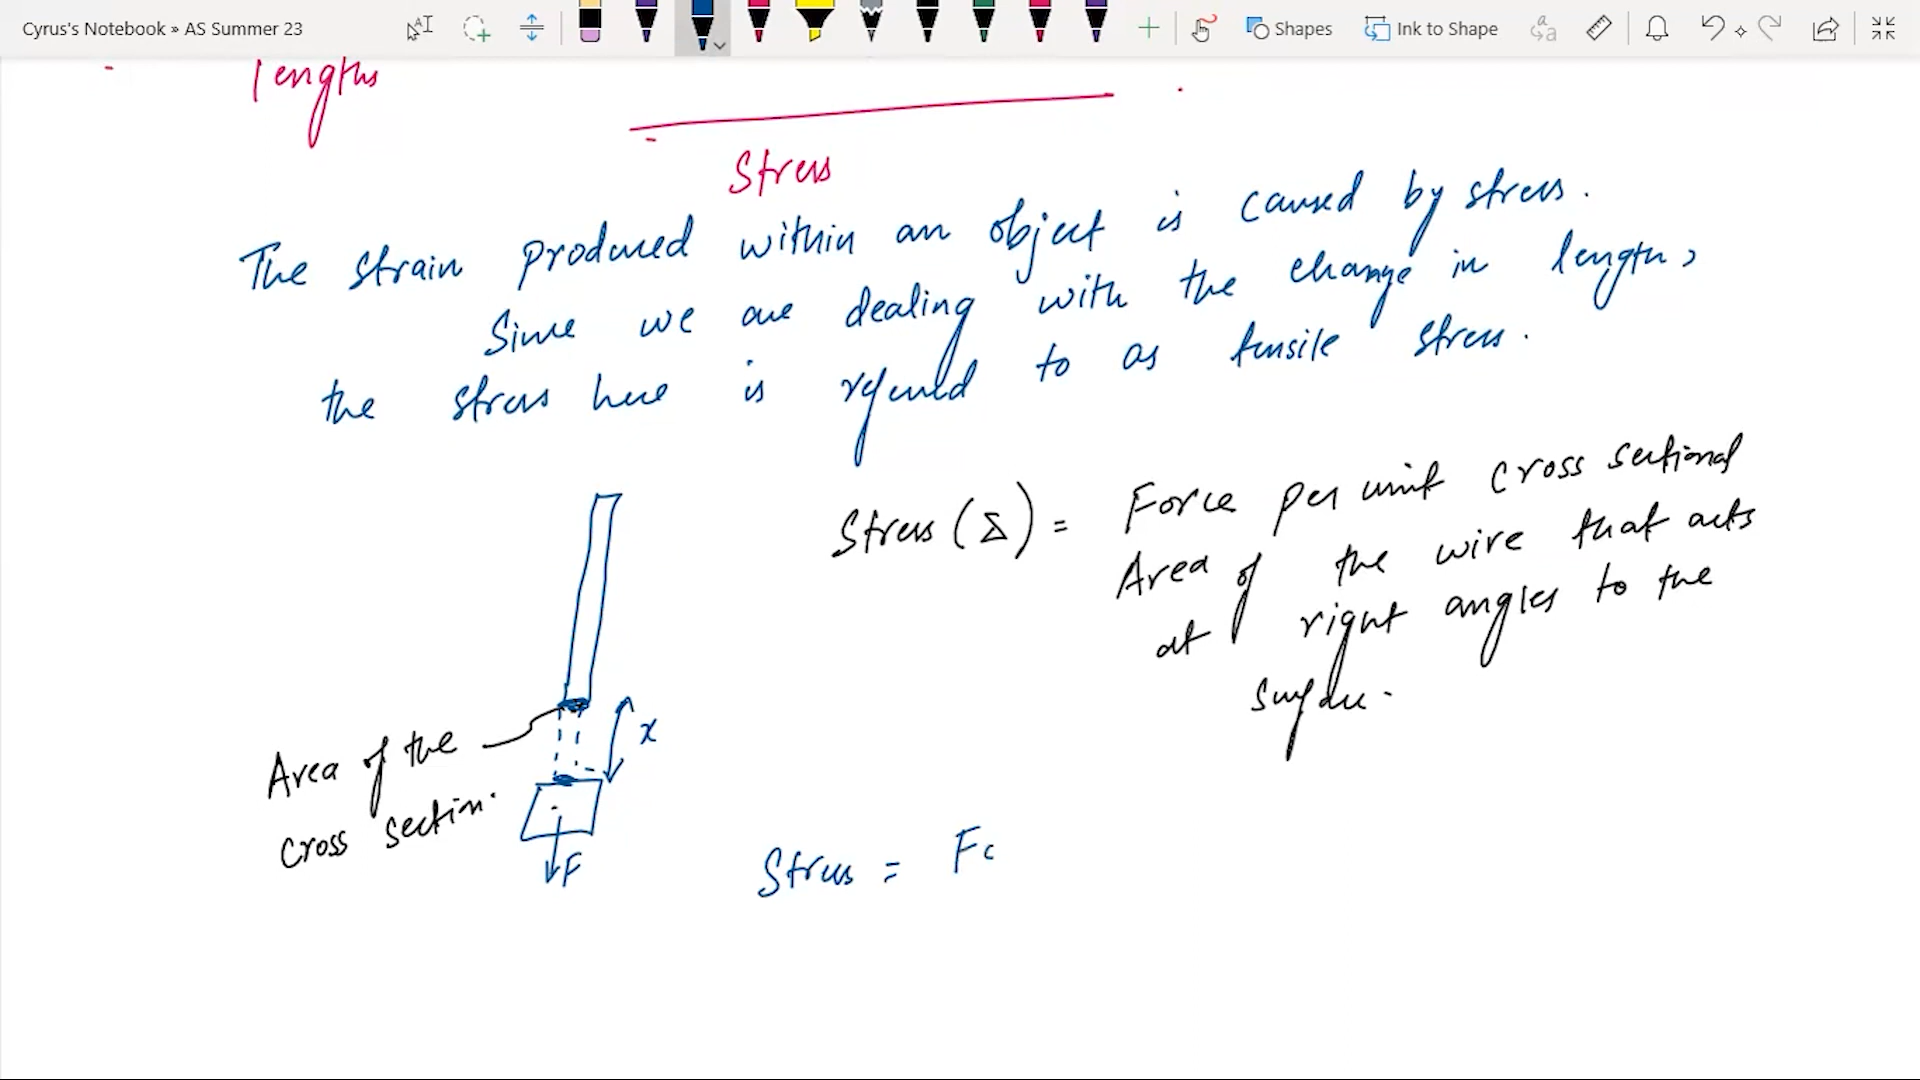 Cyrus's Notebook » AS Summer 23
Shapes
Ink to Shape
lengths
Stress
The strain produced within an object is caused by stress.
Since we are dealing with the change in length,
the stress here is referred to as tensile stress.
Stress ( ) = Force per unit cross sectional
Area of the wire that acts
at right angles to the
surface.
x
Area of the
cross section.
F
Stress = Fc